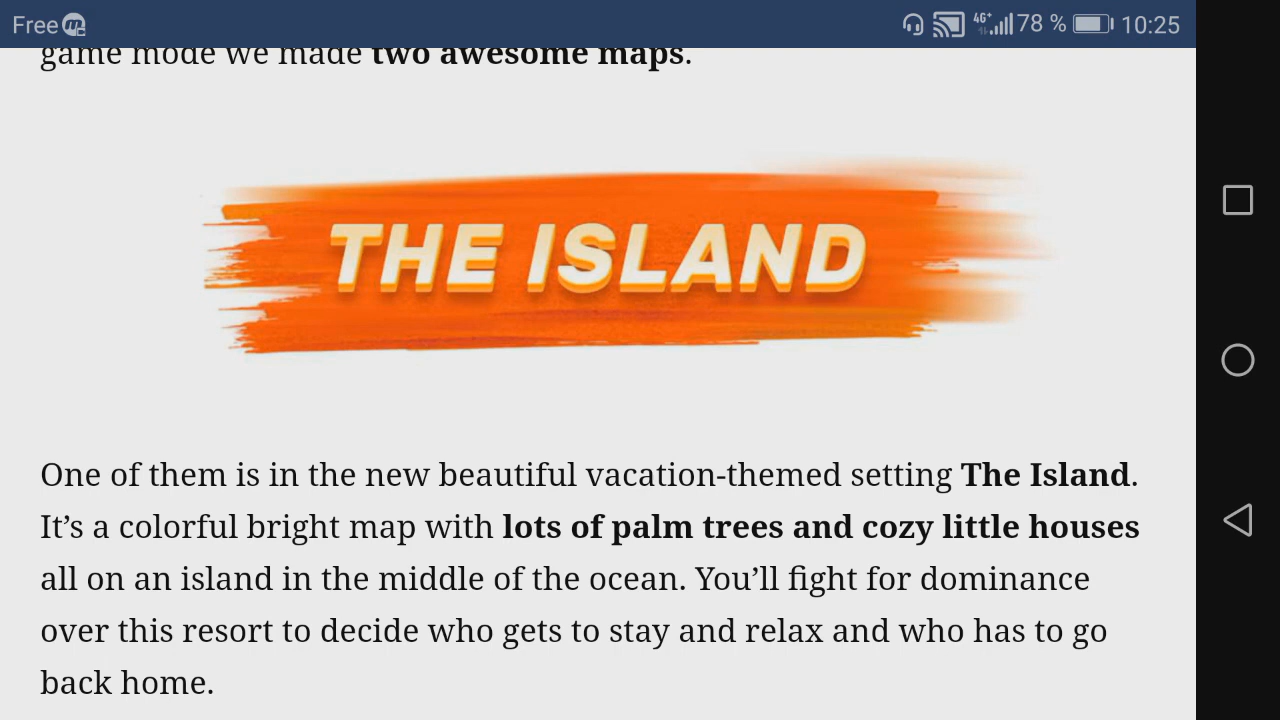 Free 4G+ 78 % 10:25
game mode we made two awesome maps.
THE ISLAND
One of them is in the new beautiful vacation-themed setting The Island.
It’s a colorful bright map with lots of palm trees and cozy little houses
all on an island in the middle of the ocean. You’ll fight for dominance
over this resort to decide who gets to stay and relax and who has to go
back home.